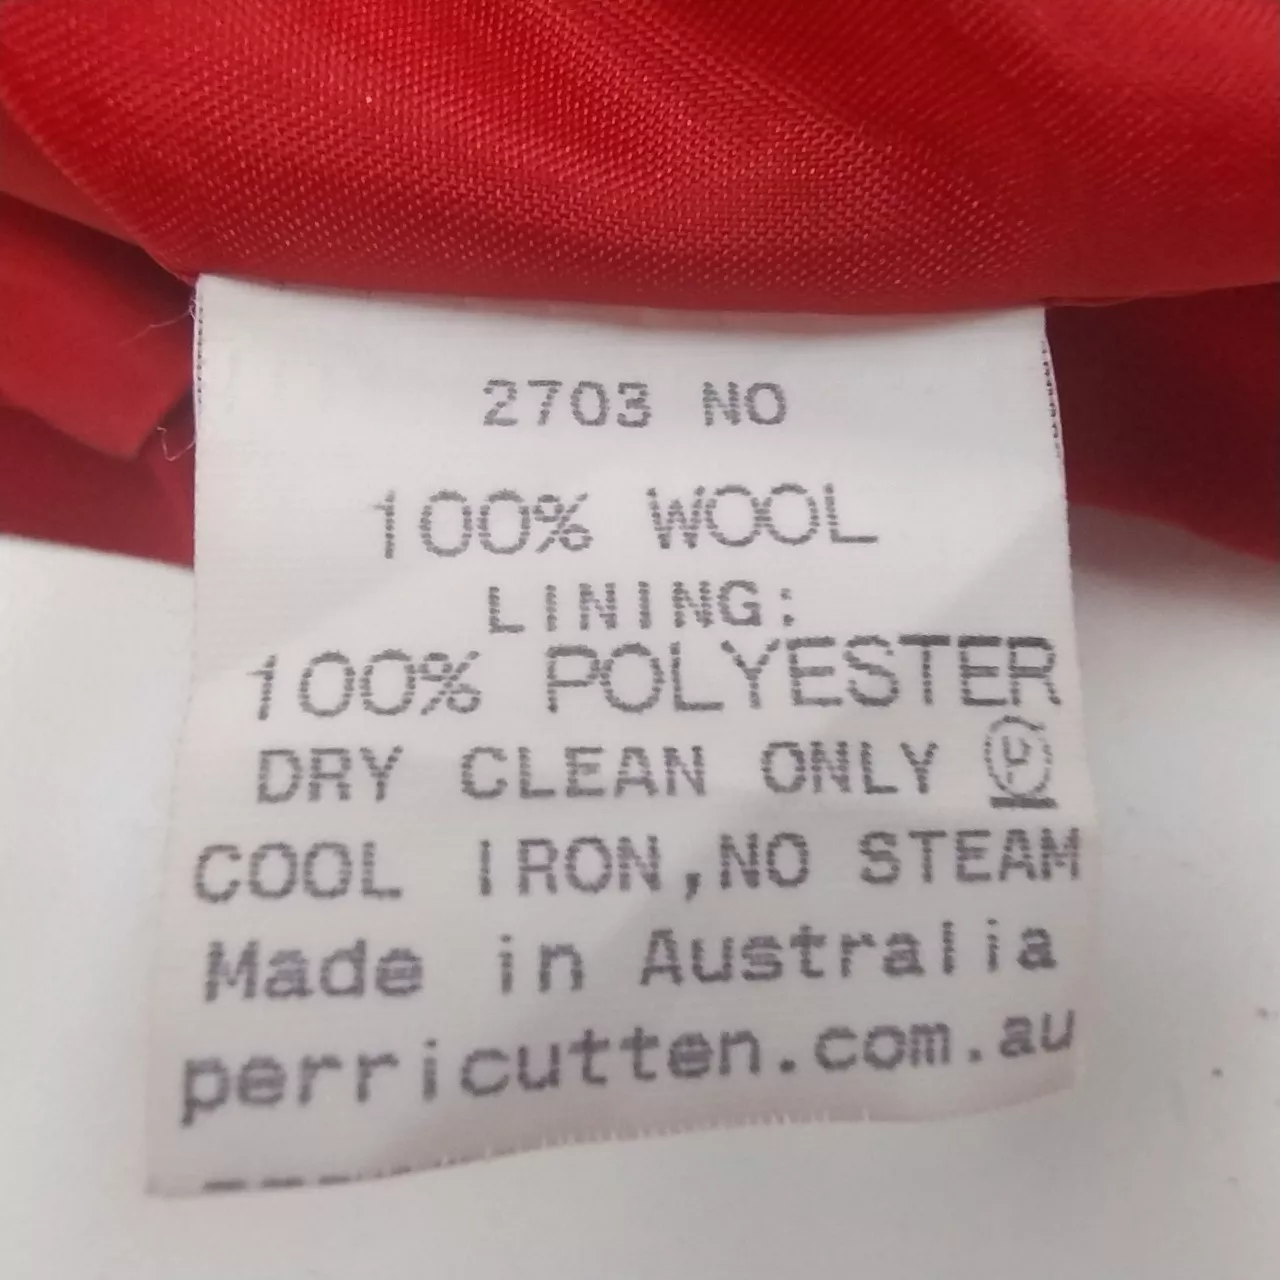 2703 NO
100% WOOL
LINING:
100% POLYESTER
DRY CLEAN ONLY Ⓟ
COOL IRON,NO STEAM
Made in Australia
perricutten.com.au